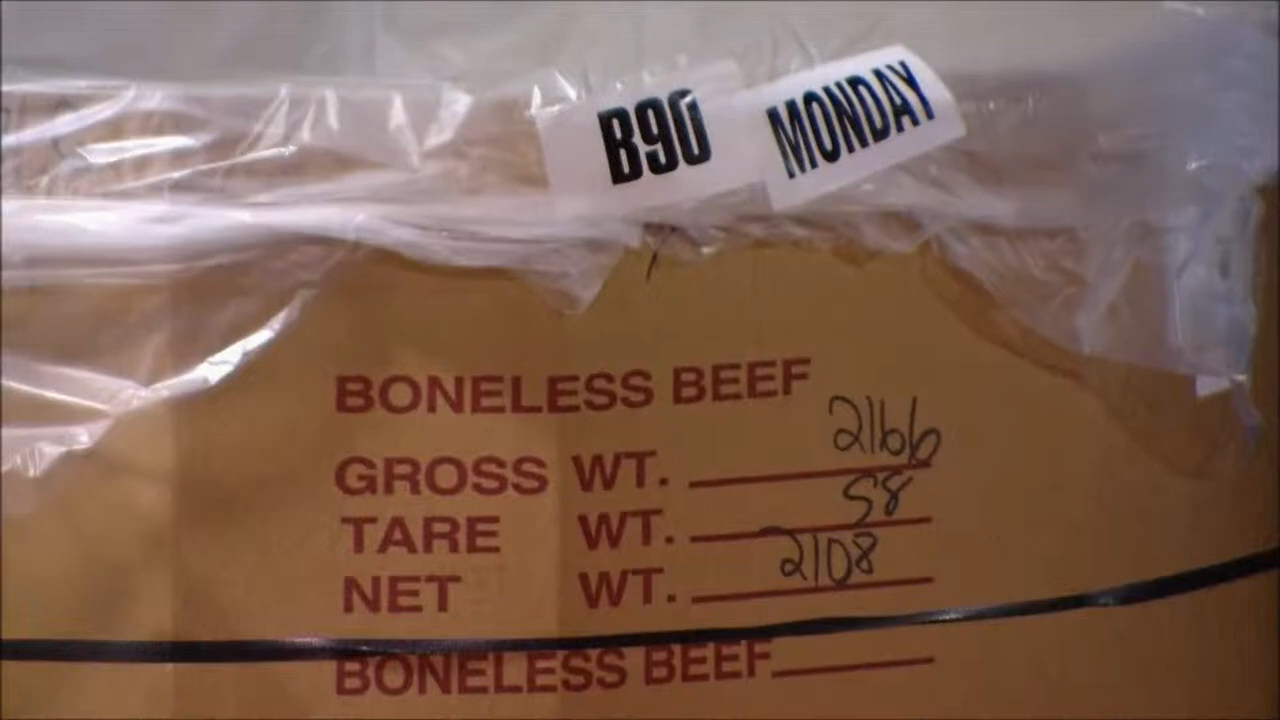 B90 MONDAY
BONELESS BEEF
GROSS WT. 2166
TARE WT. 58
NET WT. 2108
BONELESS BEEF